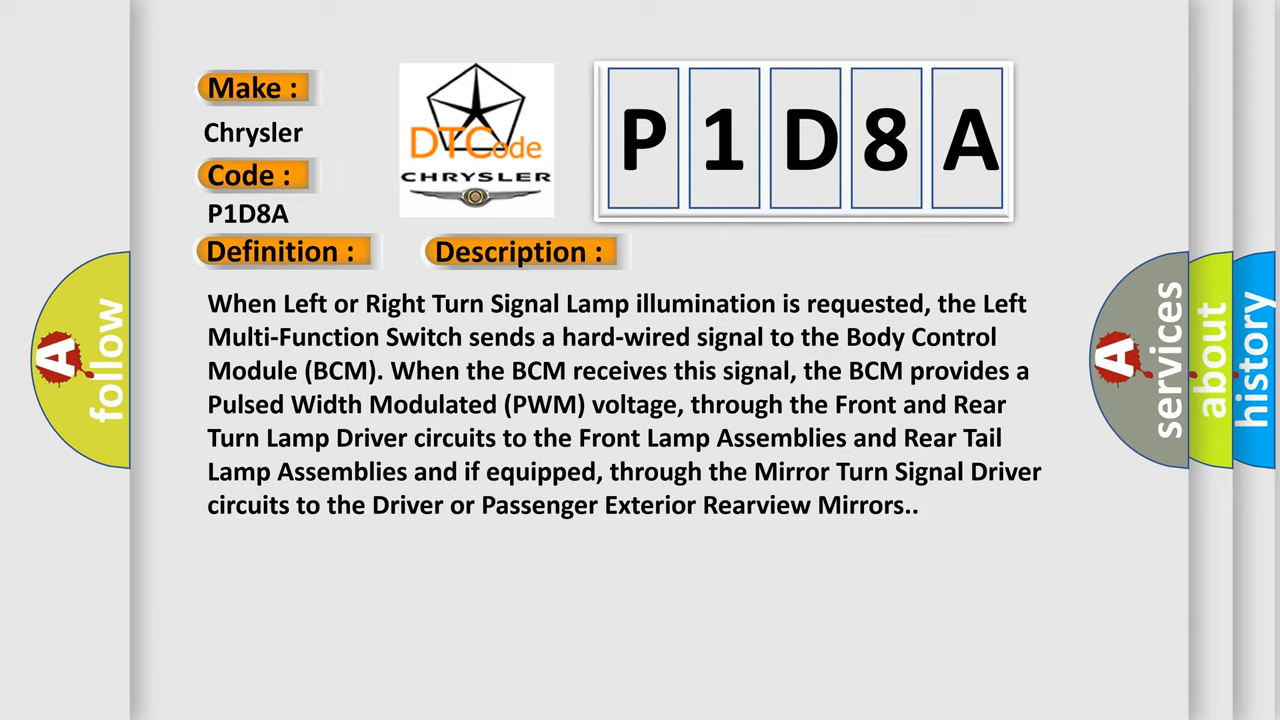 Make :
Chrysler
Code :
P1D8A
DTCode
CHRYSLER
P 1 D 8 A
Definition :
Description :
When Left or Right Turn Signal Lamp illumination is requested, the Left
Multi-Function Switch sends a hard-wired signal to the Body Control
Module (BCM). When the BCM receives this signal, the BCM provides a
Pulsed Width Modulated (PWM) voltage, through the Front and Rear
Turn Lamp Driver circuits to the Front Lamp Assemblies and Rear Tail
Lamp Assemblies and if equipped, through the Mirror Turn Signal Driver
circuits to the Driver or Passenger Exterior Rearview Mirrors..
A
follow
A
services
about
history